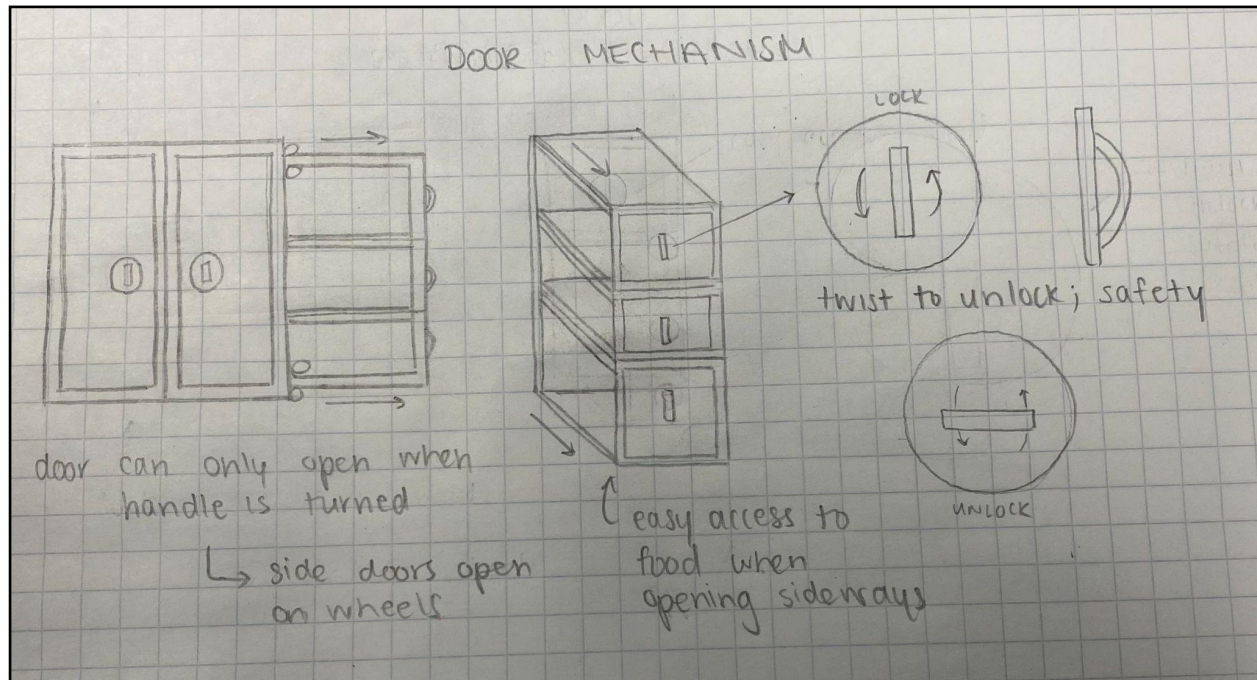 DOOR MECHANISM
door can only open when
handle is turned
↳ side doors open
on wheels
easy access to
food when
opening sideways
LOCK
twist to unlock; safety
UNLOCK